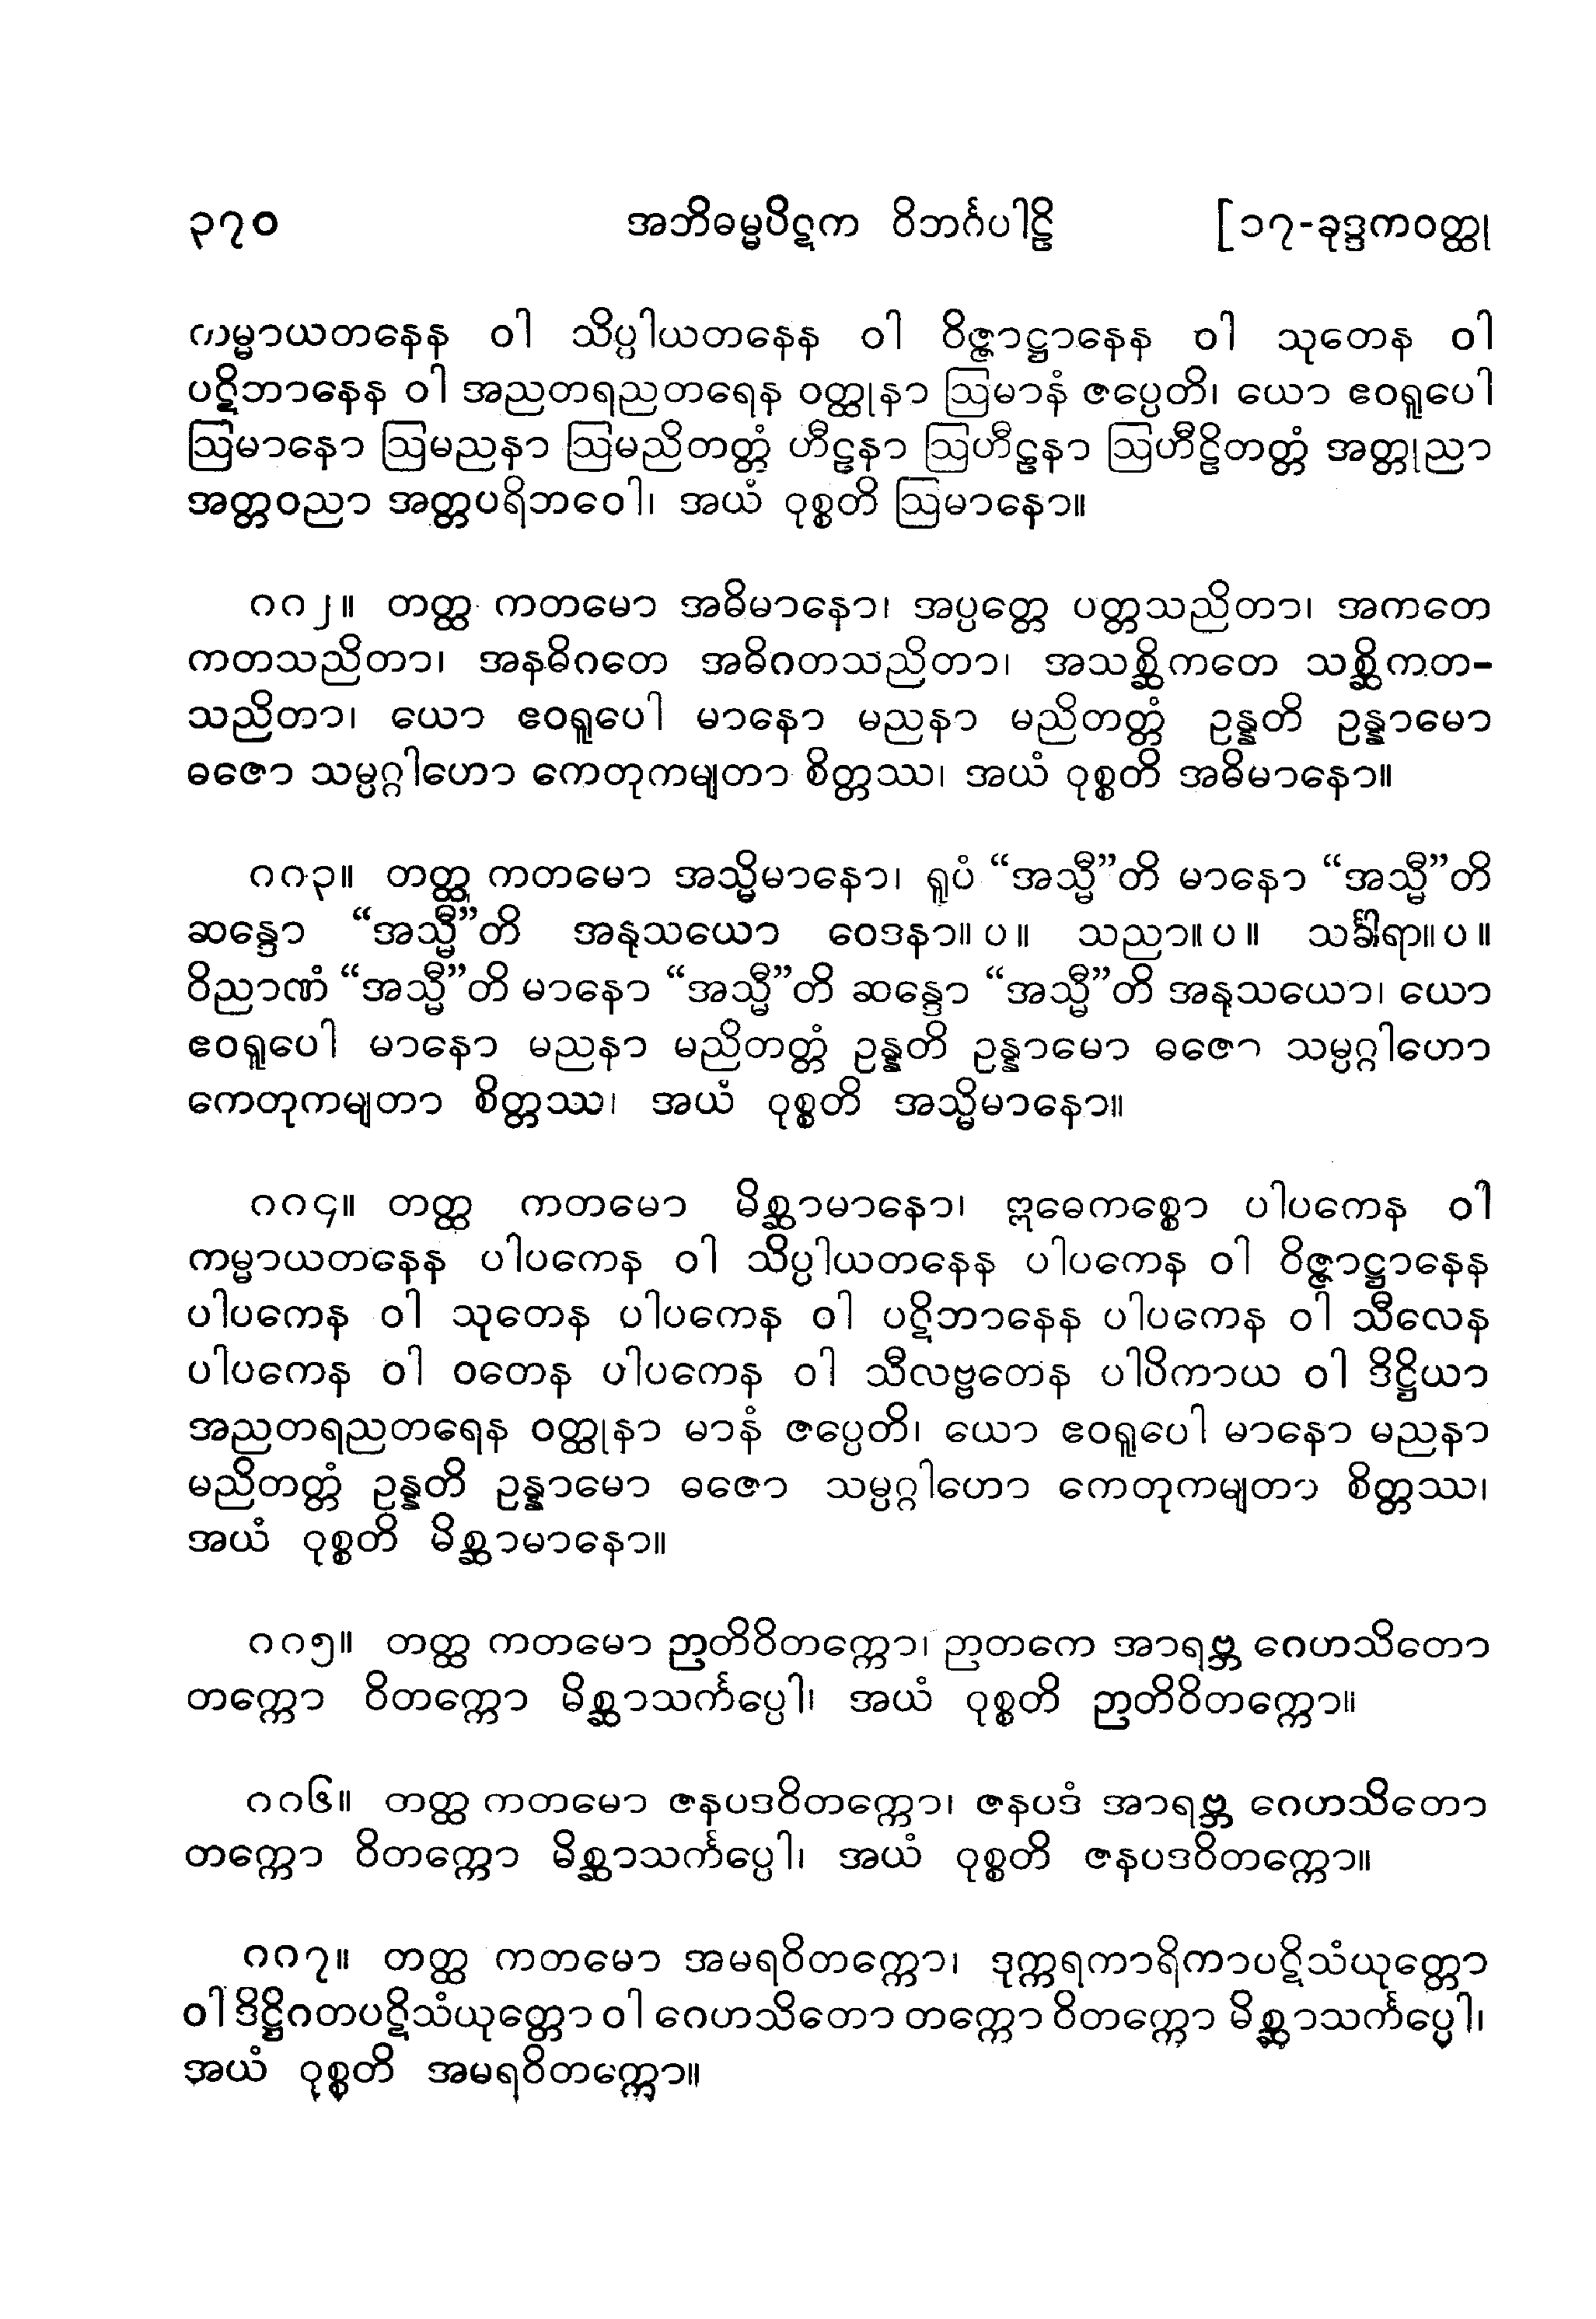 ၃၇၀ အဘိဓမ္မပိဋက ဝိဘင်္ဂပါဠိ [၁၇-ခုဒ္ဒကဝတ္ထု
ကမ္မာယတနေန ဝါ သိပ္ပါယတနေန ဝါ ဝိဇ္ဇာဋ္ဌာနေန ဝါ သုတေန ဝါ
ပဋိဘာနေန ဝါ အညတရညတရေန ဝတ္ထုနာ ဩမာနံ ဇပ္ပေတိ၊ ယော ဧဝရူပေါ
ဩမာနော ဩမညနာ ဩမညိတတ္တံ ဟီဠနာ ဩဟီဠနာ ဩဟီဠိတတ္တံ အတ္တုညာ
အတ္တဝညာ အတ္တပရိဘဝေါ၊ အယံ ဝုစ္စတိ ဩမာနော။
၈၈၂။ တတ္ထ ကတမော အဓိမာနော၊ အပ္ပတ္တေ ပတ္တသညိတာ၊ အကတေ
ကတသညိတာ၊ အနဓိဂတေ အဓိဂတသညိတာ၊ အသစ္ဆိကတေ သစ္ဆိကတ-
သညိတာ၊ ယော ဧဝရူပေါ မာနော မညနာ မညိတတ္တံ ဥန္နတိ ဥန္နာမော
ဓဇော သမ္ပဂ္ဂါဟော ကေတုကမျတာ စိတ္တဿ၊ အယံ ဝုစ္စတိ အဓိမာနော။
၈၈၃။ တတ္ထ ကတမော အသ္မိမာနော၊ ရူပံ “အသ္မီ”တိ မာနော “အသ္မီ”တိ
ဆန္ဒော “အသ္မီ”တိ အနုသယော ဝေဒနာ။ပ။ သညာ။ပ။ သင်္ခါရာ။ပ။
ဝိညာဏံ “အသ္မီ”တိ မာနော “အသ္မီ”တိ ဆန္ဒော “အသ္မီ”တိ အနုသယော၊ ယော
ဧဝရူပေါ မာနော မညနာ မညိတတ္တံ ဥန္နတိ ဥန္နာမော ဓဇော သမ္ပဂ္ဂါဟော
ကေတုကမျတာ စိတ္တဿ၊ အယံ ဝုစ္စတိ အသ္မိမာနော။
၈၈၄။ တတ္ထ ကတမော မိစ္ဆာမာနော၊ ဣဓေကစ္စော ပါပကေန ဝါ
ကမ္မာယတနေန ပါပကေန ဝါ သိပ္ပါယတနေန ပါပကေန ဝါ ဝိဇ္ဇာဋ္ဌာနေန
ပါပကေန ဝါ သုတေန ပါပကေန ဝါ ပဋိဘာနေန ပါပကေန ဝါ သီလေန
ပါပကေန ဝါ ဝတေန ပါပကေန ဝါ သီလဗ္ဗတေန ပါပိကာယ ဝါ ဒိဋ္ဌိယာ
အညတရညတရေန ဝတ္ထုနာ မာနံ ဇပ္ပေတိ၊ ယော ဧဝရူပေါ မာနော မညနာ
မညိတတ္တံ ဥန္နတိ ဥန္နာမော ဓဇော သမ္ပဂ္ဂါဟော ကေတုကမျတာ စိတ္တဿ၊
အယံ ဝုစ္စတိ မိစ္ဆာမာနော။
၈၈၅။ တတ္ထ ကတမော ဉာတိဝိတက္ကော၊ ဉာတကေ အာရဗ္ဘ ဂေဟသိတော
တက္ကော ဝိတက္ကော မိစ္ဆာသင်္ကပ္ပေါ၊ အယံ ဝုစ္စတိ ဉာတိဝိတက္ကော။
၈၈၆။ တတ္ထ ကတမော ဇနပဒဝိတက္ကော၊ ဇနပဒံ အာရဗ္ဘ ဂေဟသိတော
တက္ကော ဝိတက္ကော မိစ္ဆာသင်္ကပ္ပေါ၊ အယံ ဝုစ္စတိ ဇနပဒဝိတက္ကော။
၈၈၇။ တတ္ထ ကတမော အမရဝိတက္ကော၊ ဒုက္ကရကာရိကာပဋိသံယုတ္တော
ဝါ ဒိဋ္ဌိဂတပဋိသံယုတ္တော ဝါ ဂေဟသိတော တက္ကော ဝိတက္ကော မိစ္ဆာသင်္ကပ္ပေါ၊
အယံ ဝုစ္စတိ အမရဝိတက္ကော။